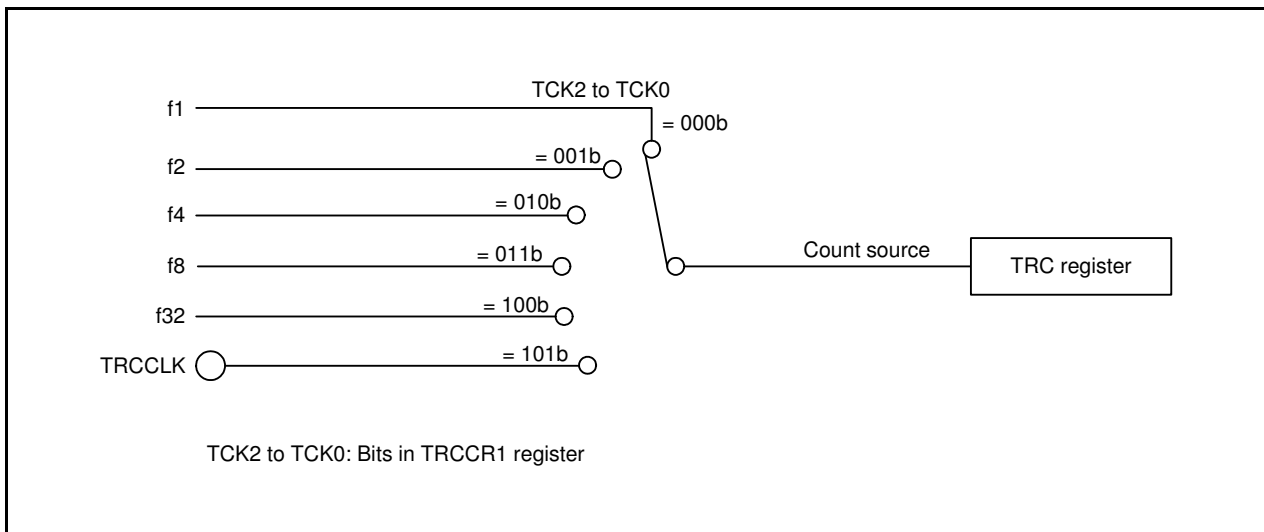 TCK2 to TCK0
f1
= 000b
f2
= 001b
f4
= 010b
f8
= 011b
Count source
TRC register
f32
= 100b
TRCCLK
= 101b
TCK2 to TCK0: Bits in TRCCR1 register